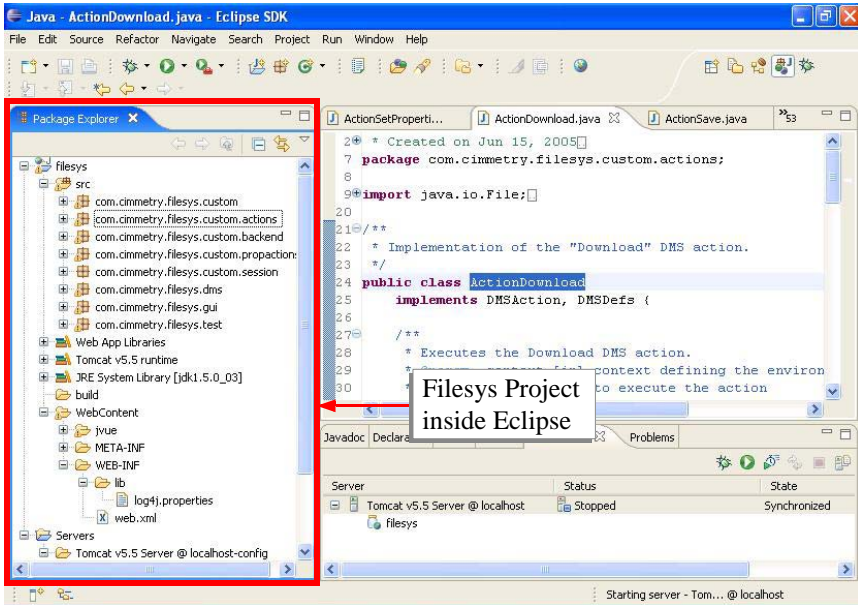 Java - ActionDownload.java - Eclipse SDK
File Edit Source Refactor Navigate Search Project Run Window Help
Package Explorer
filesys
src
com.cimmetry.filesys.custom
com.cimmetry.filesys.custom.actions
com.cimmetry.filesys.custom.backend
com.cimmetry.filesys.custom.propactions
com.cimmetry.filesys.custom.session
com.cimmetry.filesys.dms
com.cimmetry.filesys.gui
com.cimmetry.filesys.test
Web App Libraries
Tomcat v5.5 runtime
JRE System Library [jdk1.5.0_03]
build
WebContent
jvue
META-INF
WEB-INF
lib
log4j.properties
web.xml
Servers
Tomcat v5.5 Server @ localhost-config
ActionSetProperti... ActionDownload.java ActionSave.java »53
2 * Created on Jun 15, 2005
7 package com.cimmetry.filesys.custom.actions;
8
9 import java.io.File;
20
21 /**
22 * Implementation of the "Download" DMS action.
23 */
24 public class ActionDownload
25 implements DMSAction, DMSDefs {
26
27 /**
28 * Executes the Download DMS action.
29 context defining the environ
30 to execute the action
Filesys Project
inside Eclipse
Javadoc Declara Problems
Server Status State
Tomcat v5.5 Server @ localhost Stopped Synchronized
filesys
Starting server - Tom... @ localhost